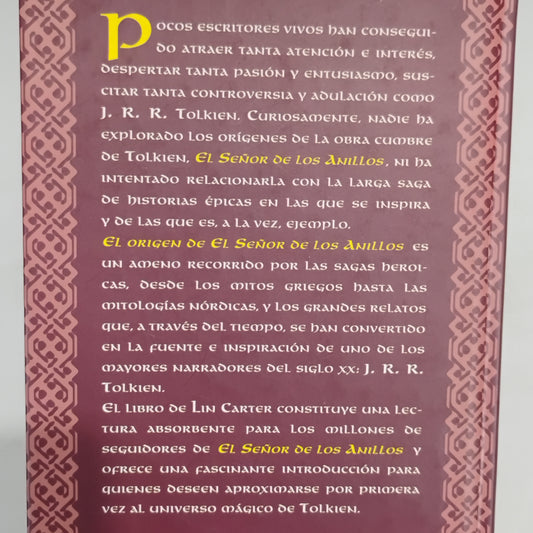 Pocos escritores vivos han consegui-
do atraer tanta atención e interés,
despertar tanta pasión y entusiasmo, sus-
citar tanta controversia y adulación como
J. R. R. Tolkien. Curiosamente, nadie ha
explorado los orígenes de la obra cumbre
de Tolkien, El Señor de los Anillos, ni ha
intentado relacionarla con la larga saga
de historias épicas en las que se inspira
y de las que es, a la vez, ejemplo.
El origen de El Señor de los Anillos es
un ameno recorrido por las sagas heroi-
cas, desde los mitos griegos hasta las
mitologías nórdicas, y los grandes relatos
que, a través del tiempo, se han convertido
en la fuente e inspiración de uno de los
mayores narradores del siglo xx: J. R. R.
Tolkien.
El libro de Lin Carter constituye una lec-
tura absorbente para los millones de
seguidores de El Señor de los Anillos y
ofrece una fascinante introducción para
quienes deseen aproximarse por primera
vez al universo mágico de Tolkien.